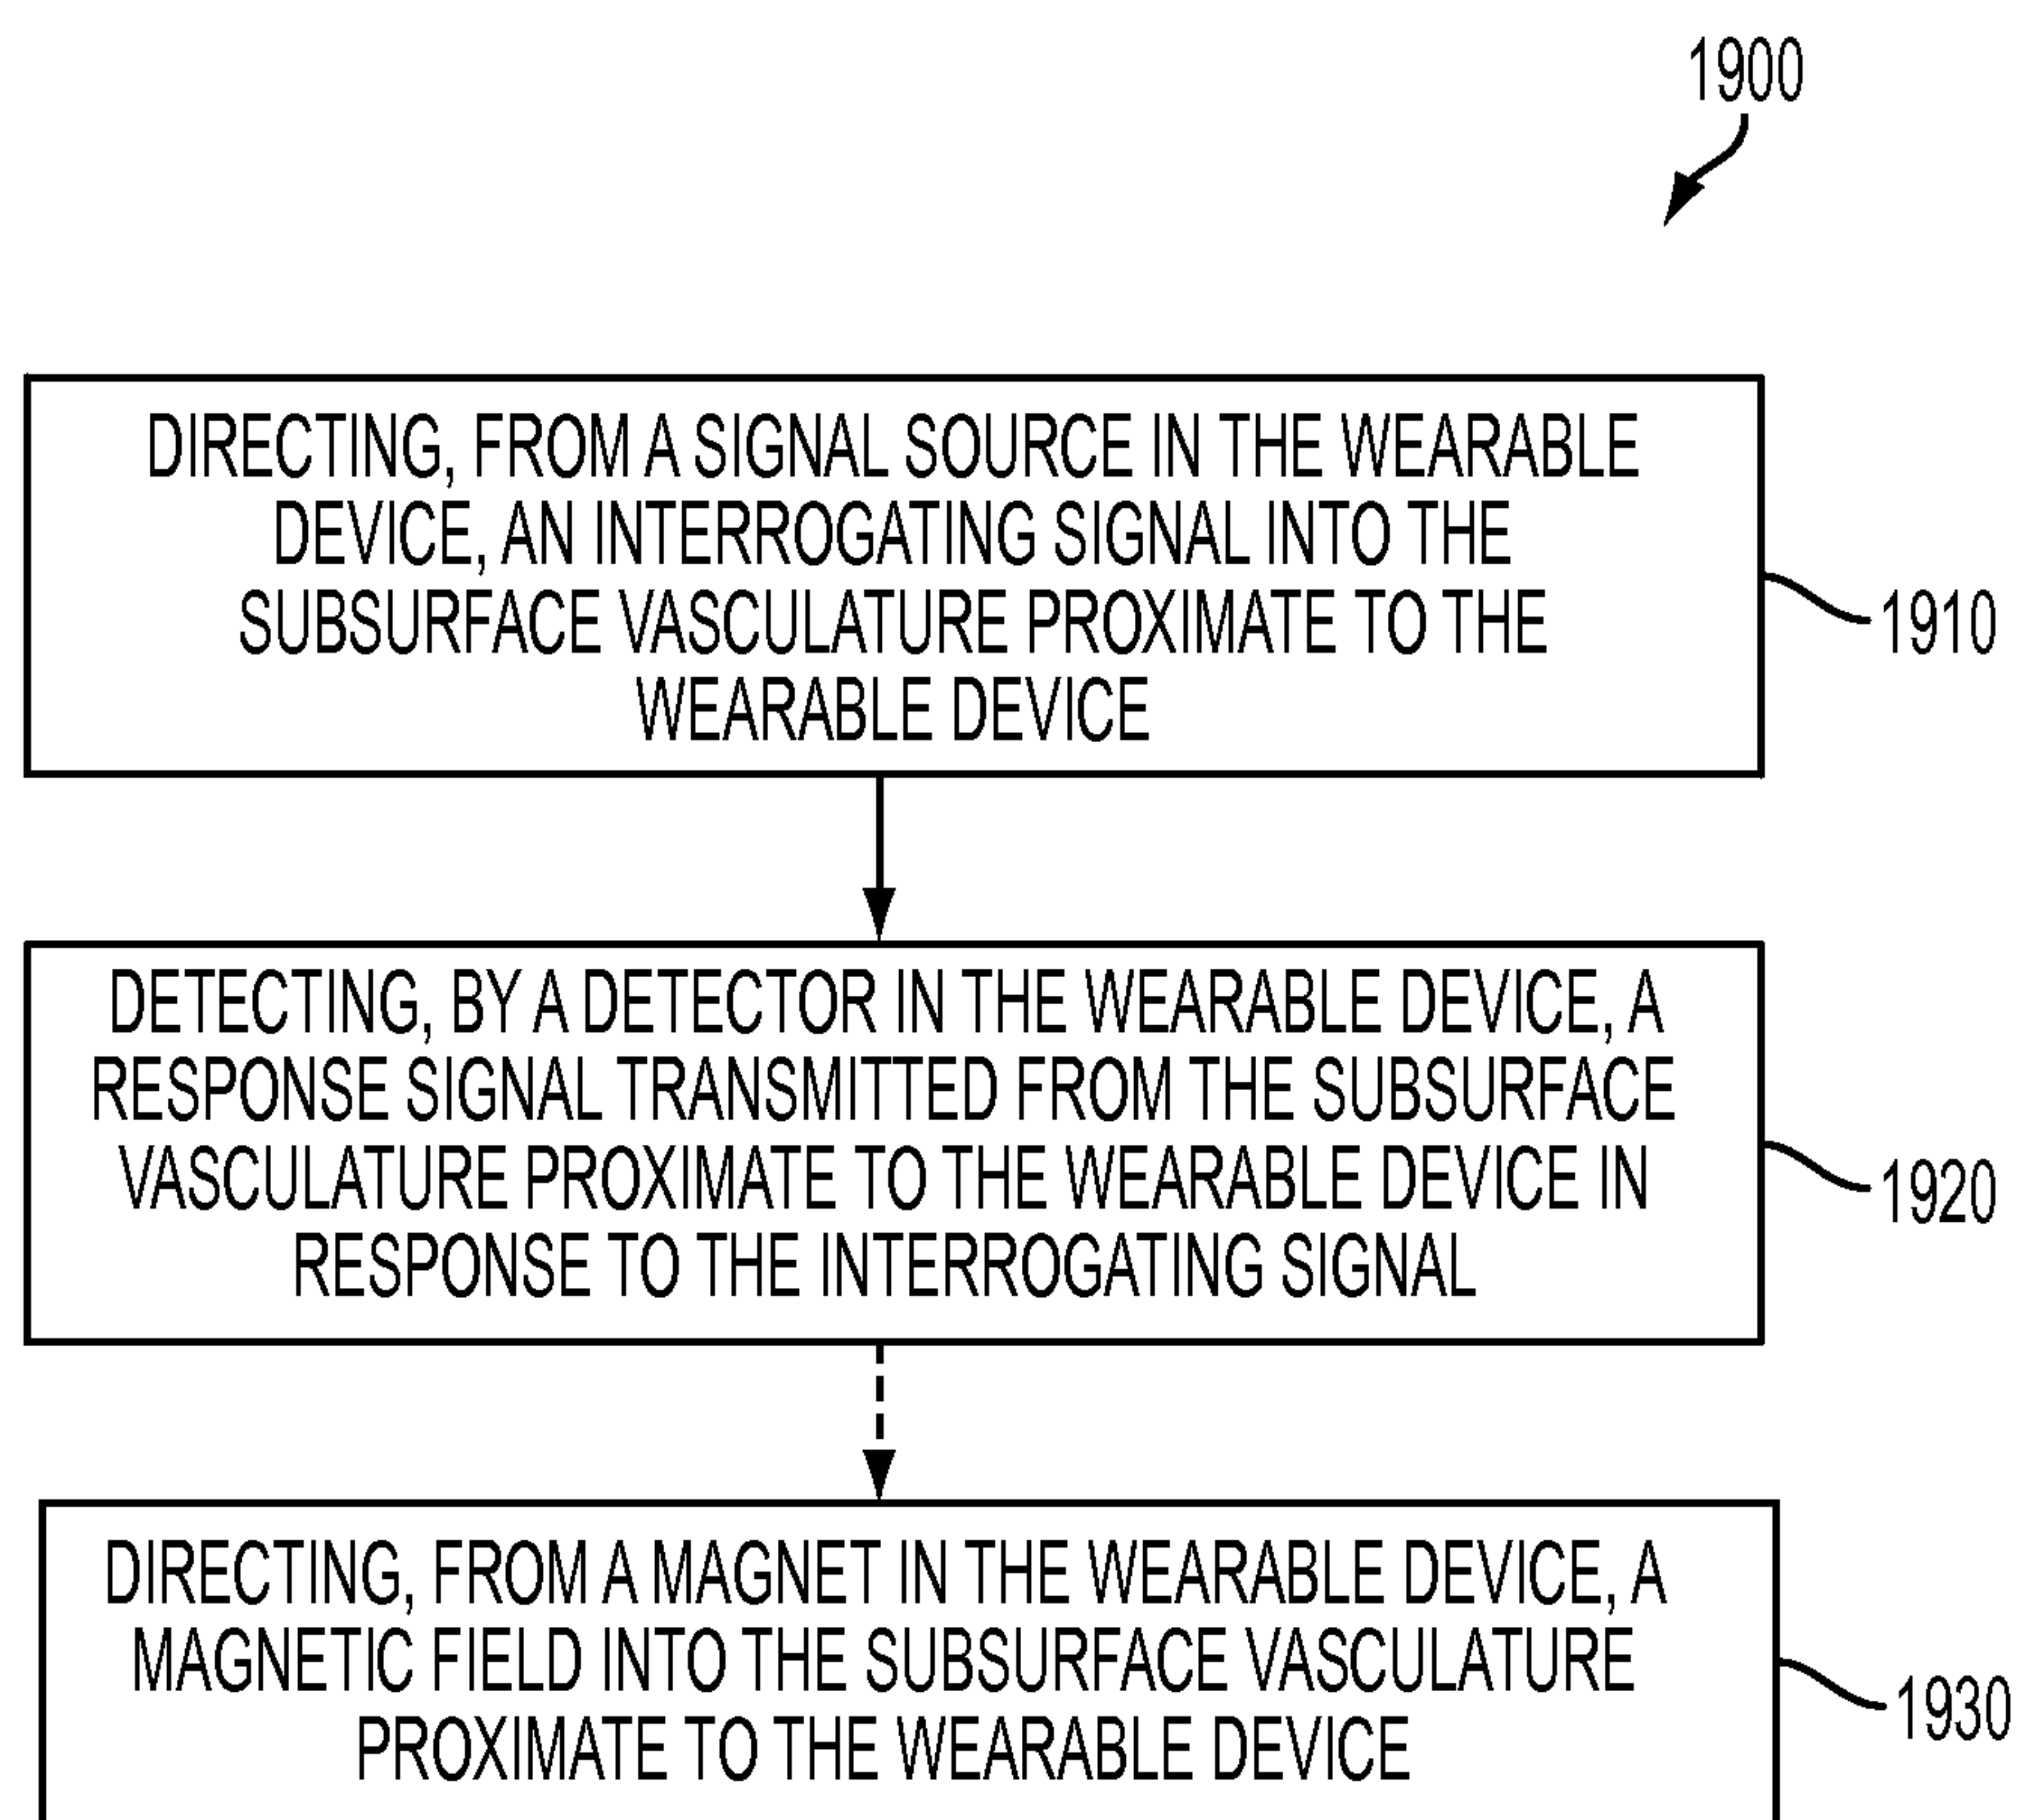 1900
DIRECTING, FROM A SIGNAL SOURCE IN THE WEARABLE
DEVICE, AN INTERROGATING SIGNAL INTO THE
SUBSURFACE VASCULATURE PROXIMATE TO THE
WEARABLE DEVICE
1910
DETECTING, BY A DETECTOR IN THE WEARABLE DEVICE, A
RESPONSE SIGNAL TRANSMITTED FROM THE SUBSURFACE
VASCULATURE PROXIMATE TO THE WEARABLE DEVICE IN
RESPONSE TO THE INTERROGATING SIGNAL
1920
DIRECTING, FROM A MAGNET IN THE WEARABLE DEVICE, A
MAGNETIC FIELD INTO THE SUBSURFACE VASCULATURE
PROXIMATE TO THE WEARABLE DEVICE
1930